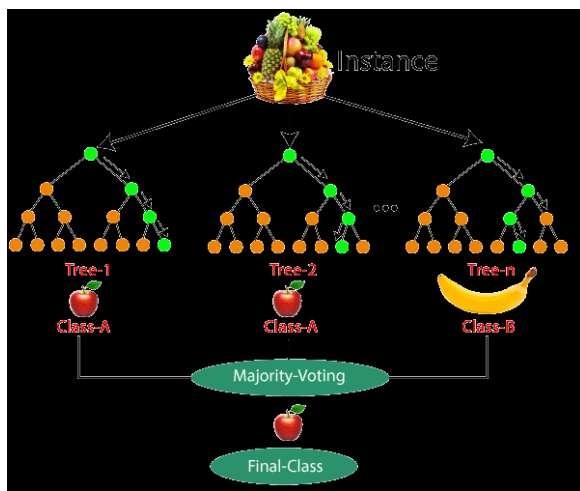 Instance
Tree-1
Tree-2
Tree-n
Class-A
Class-A
Class-B
Majority-Voting
Final-Class